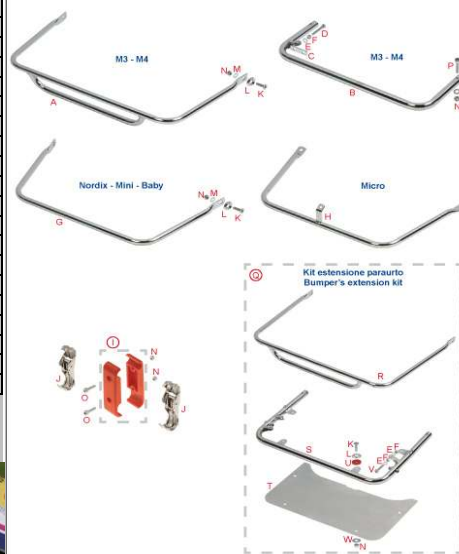 M3 - M4
A
N
M
L
K
M3 - M4
D
F
E
C
B
P
N
Nordix - Mini - Baby
G
N
M
L
K
Micro
H
Q
Kit estensione paraurto
Bumper's extension kit
R
S
K
L
U
E
F
E
F
V
T
W
N
I
J
O
O
N
N
J